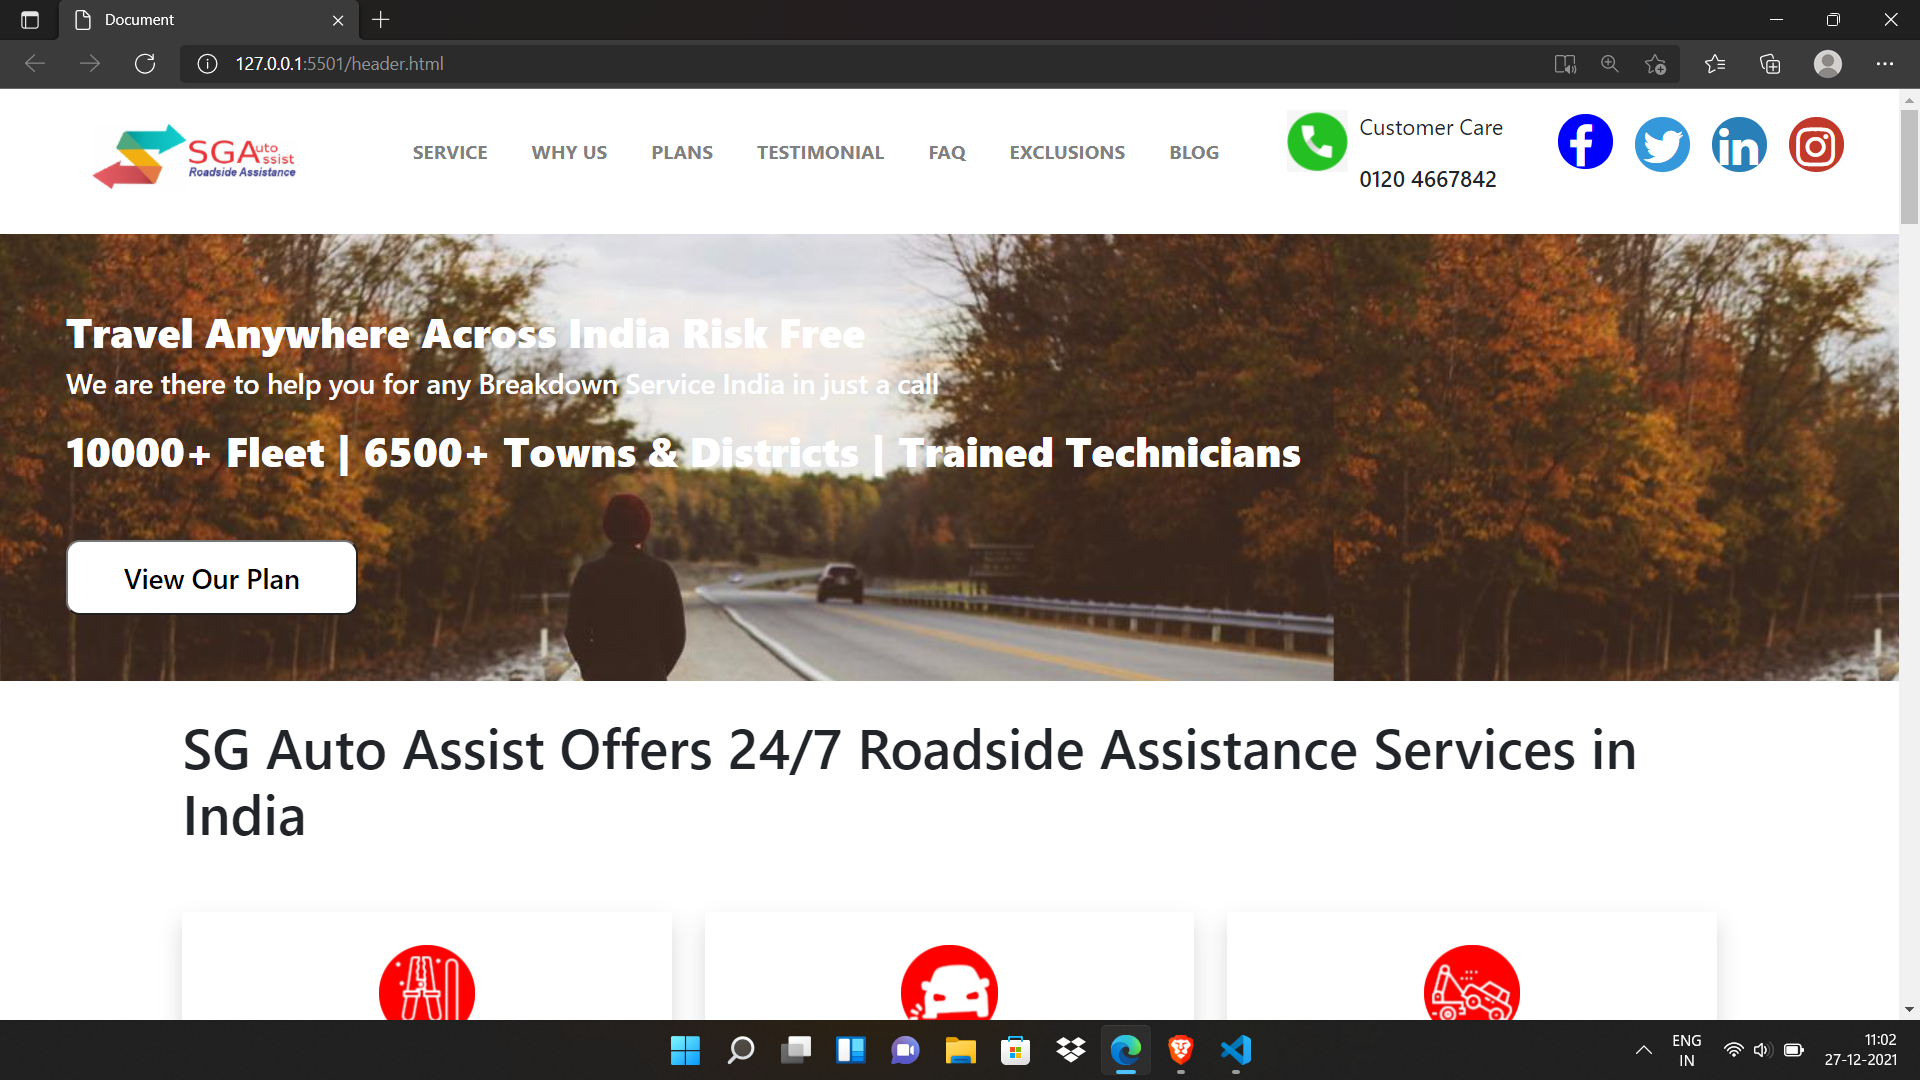 Document
127.0.0.1:5501/header.html
SGAuto
Assist
Roadside Assistance
SERVICE WHY US PLANS TESTIMONIAL FAQ EXCLUSIONS BLOG
Customer Care
0120 4667842
Travel Anywhere Across India Risk Free
We are there to help you for any Breakdown Service India in just a call
10000+ Fleet | 6500+ Towns & Districts | Trained Technicians
View Our Plan
SG Auto Assist Offers 24/7 Roadside Assistance Services in
India
ENG
IN
11:02
27-12-2021